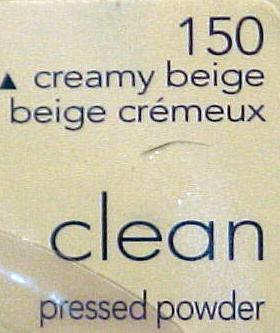 150
▲ creamy beige
beige crémeux
clean
pressed powder